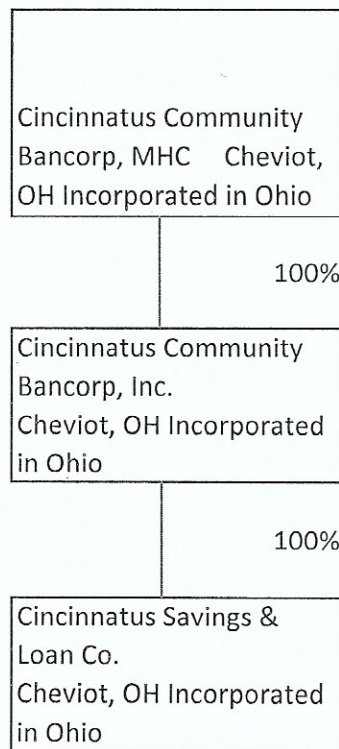 Cincinnatus Community
Bancorp, MHC Cheviot,
OH Incorporated in Ohio
100%
Cincinnatus Community
Bancorp, Inc.
Cheviot, OH Incorporated
in Ohio
100%
Cincinnatus Savings &
Loan Co.
Cheviot, OH Incorporated
in Ohio